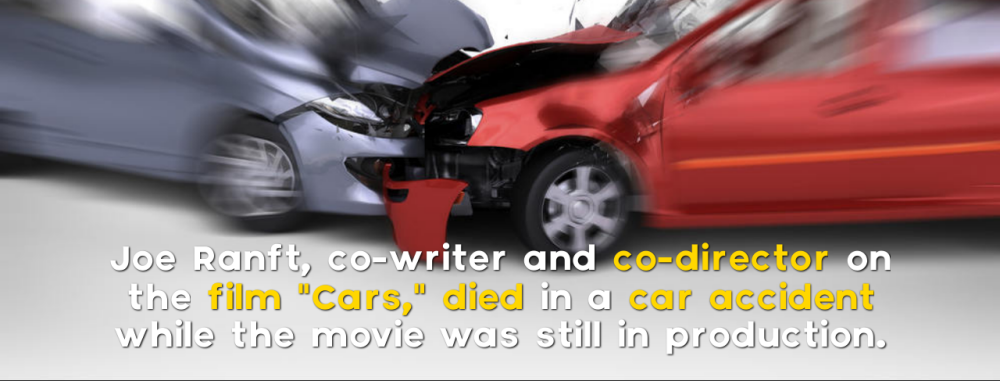 Joe Ranft, co-writer and co-director on
the film "Cars," died in a car accident
while the movie was still in production.